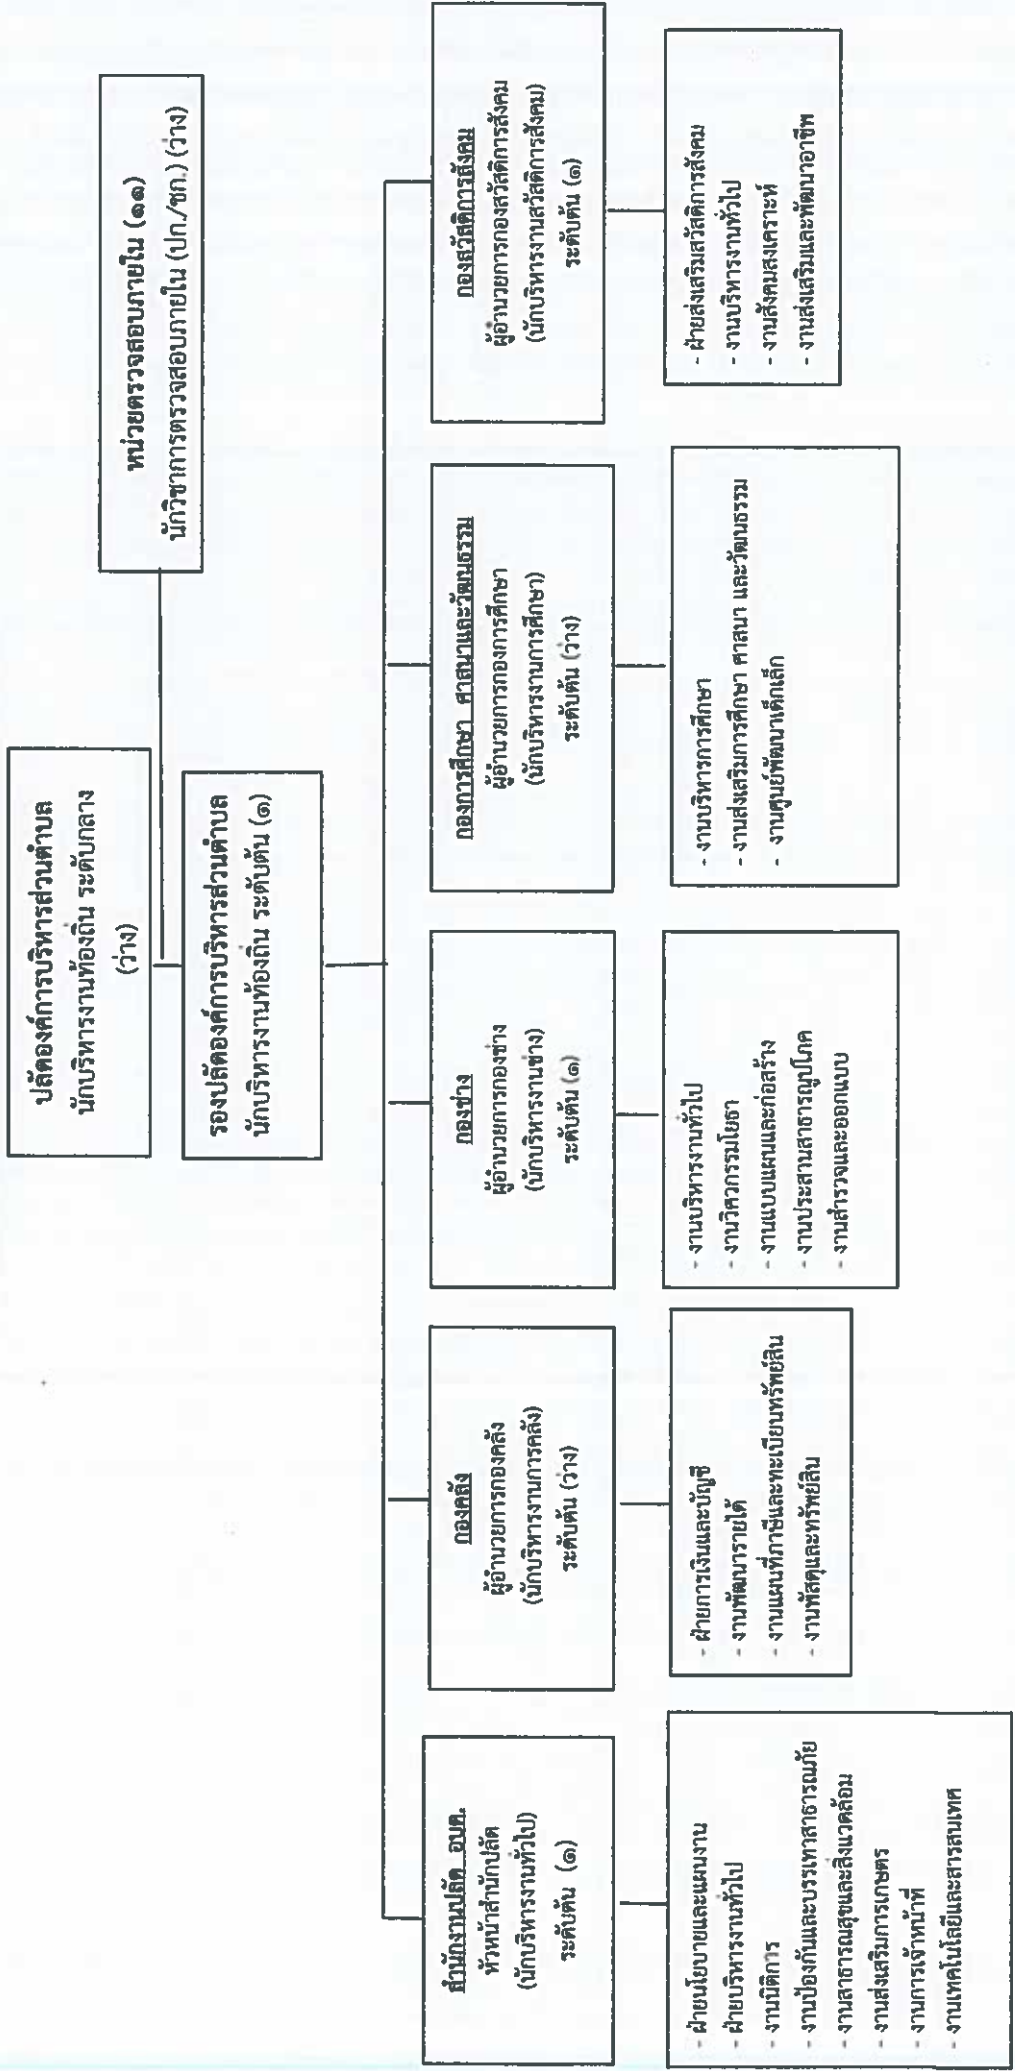 ปลัดองค์การบริหารส่วนตำบล
นักบริหารงานท้องถิ่น ระดับกลาง
(ว่าง)
หน่วยตรวจสอบภายใน (๑๑)
นักวิชาการตรวจสอบภายใน (ปก./ชก.) (ว่าง)
รองปลัดองค์การบริหารส่วนตำบล
นักบริหารงานท้องถิ่น ระดับต้น (๑)
สำนักงานปลัด อบต.
หัวหน้าสำนักปลัด
(นักบริหารงานทั่วไป)
ระดับต้น (๑)
กองคลัง
ผู้อำนวยการกองคลัง
(นักบริหารงานการคลัง)
ระดับต้น (ว่าง)
กองช่าง
ผู้อำนวยการกองช่าง
(นักบริหารงานช่าง)
ระดับต้น (๑)
กองการศึกษา ศาสนาและวัฒนธรรม
ผู้อำนวยการกองการศึกษา
(นักบริหารงานการศึกษา)
ระดับต้น (ว่าง)
กองสวัสดิการสังคม
ผู้อำนวยการกองสวัสดิการสังคม
(นักบริหารงานสวัสดิการสังคม)
ระดับต้น (๑)
- ฝ่ายนโยบายและแผนงาน
- ฝ่ายบริหารงานทั่วไป
- งานนิติการ
- งานป้องกันและบรรเทาสาธารณภัย
- งานสาธารณสุขและสิ่งแวดล้อม
- งานส่งเสริมการเกษตร
- งานการเจ้าหน้าที่
- งานเทคโนโลยีและสารสนเทศ
- ฝ่ายการเงินและบัญชี
- งานพัฒนารายได้
- งานแผนที่ภาษีและทะเบียนทรัพย์สิน
- งานพัสดุและทรัพย์สิน
- งานบริหารงานทั่วไป
- งานวิศวกรรมโยธา
- งานแบบแผนและก่อสร้าง
- งานประสานสาธารณูปโภค
- งานสำรวจและออกแบบ
- งานบริหารการศึกษา
- งานส่งเสริมการศึกษา ศาสนา และวัฒนธรรม
- งานศูนย์พัฒนาเด็กเล็ก
- ฝ่ายส่งเสริมสวัสดิการสังคม
- งานบริหารงานทั่วไป
- งานสังคมสงเคราะห์
- งานส่งเสริมและพัฒนาอาชีพ